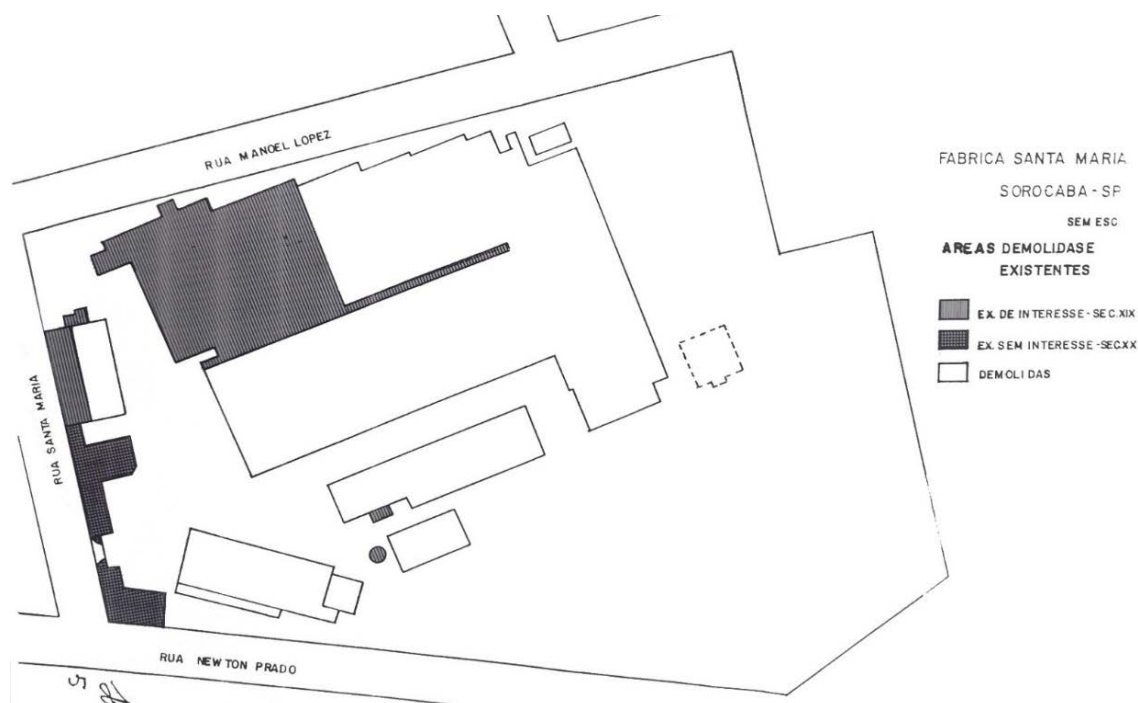 RUA MANOEL LOPEZ
FABRICA SANTA MARIA
SOROCABA-SP
SEM ESC
AREAS DEMOLIDAS E
EXISTENTES
EX. DE INTERESSE-SEC.XIX
EX. SEM INTERESSE-SEC.XX
DEMOLIDAS
RUA SANTA MARIA
RUA NEWTON PRADO